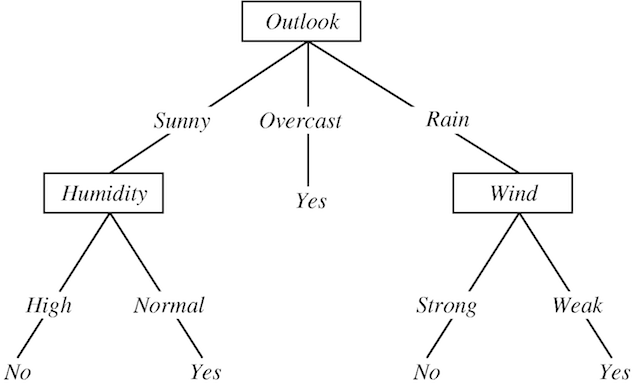 Outlook
Sunny Overcast Rain
Humidity Yes Wind
High Normal Strong Weak
No Yes No Yes